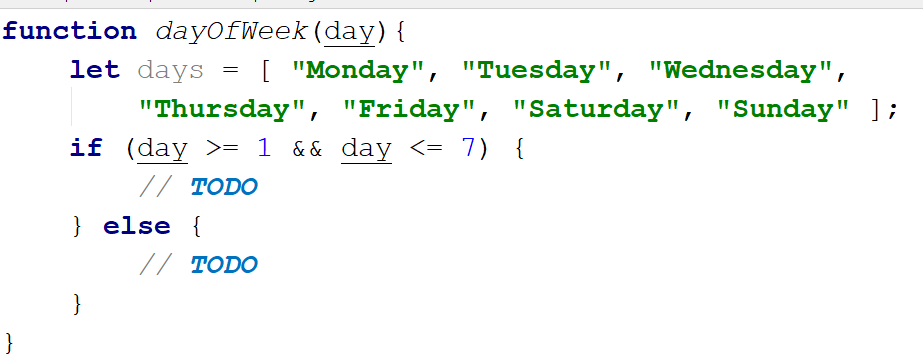 function dayOfWeek(day){
    let days = [ "Monday", "Tuesday", "Wednesday",
        "Thursday", "Friday", "Saturday", "Sunday" ];
    if (day >= 1 && day <= 7) {
        // TODO
    } else {
        // TODO
    }
}